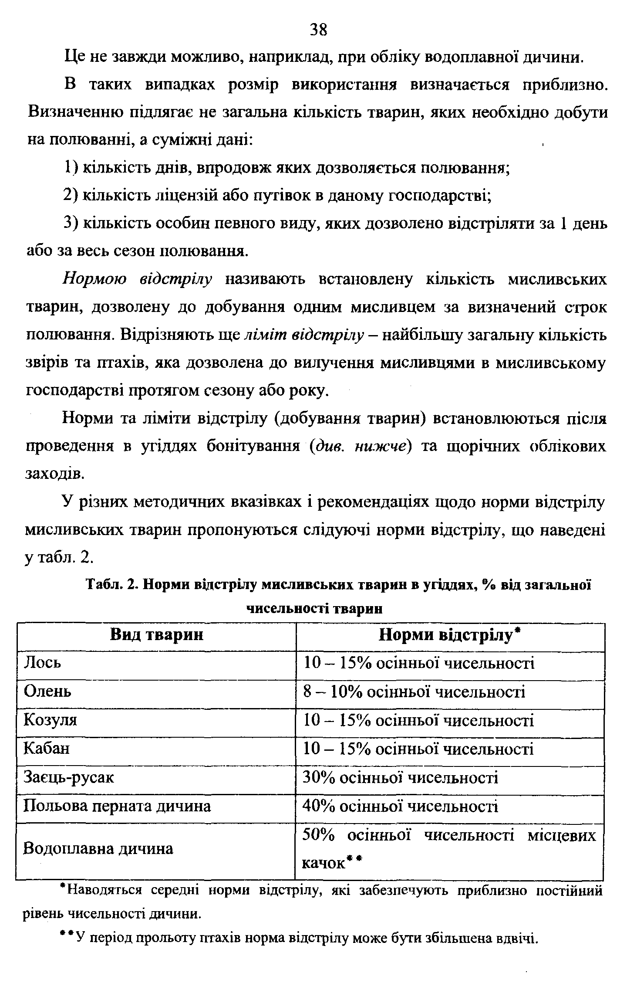 38
Це не завжди можливо, наприклад, при обліку водоплавної дичини.
В таких випадках розмір використання визначається приблизно.
Визначенню підлягає не загальна кількість тварин, яких необхідно добути
на полюванні, а суміжні дані:
1) кількість днів, впродовж яких дозволяється полювання;
2) кількість ліцензій або путівок в даному господарстві;
3) кількість особин певного виду, яких дозволено відстріляти за 1 день
або за весь сезон полювання.
Нормою відстрілу називають встановлену кількість мисливських
тварин, дозволену до добування одним мисливцем за визначений строк
полювання. Відрізняють ще ліміт відстрілу – найбільшу загальну кількість
звірів та птахів, яка дозволена до вилучення мисливцями в мисливському
господарстві протягом сезону або року.
Норми та ліміти відстрілу (добування тварин) встановлюються після
проведення в угіддях бонітування (див. нижче) та щорічних облікових
заходів.
У різних методичних вказівках і рекомендаціях щодо норми відстрілу
мисливських тварин пропонуються слідуючі норми відстрілу, що наведені
у табл. 2.
Табл. 2. Норми відстрілу мисливських тварин в угіддях, % від загальної
чисельності тварин
Вид тварин Норми відстрілу*
Лось 10 – 15% осінньої чисельності
Олень 8 – 10% осінньої чисельності
Козуля 10 – 15% осінньої чисельності
Кабан 10 – 15% осінньої чисельності
Заєць-русак 30% осінньої чисельності
Польова перната дичина 40% осінньої чисельності
Водоплавна дичина 50% осінньої чисельності місцевих
качок**
*Наводяться середні норми відстрілу, які забезпечують приблизно постійний
рівень чисельності дичини.
**У період прольоту птахів норма відстрілу може бути збільшена вдвічі.